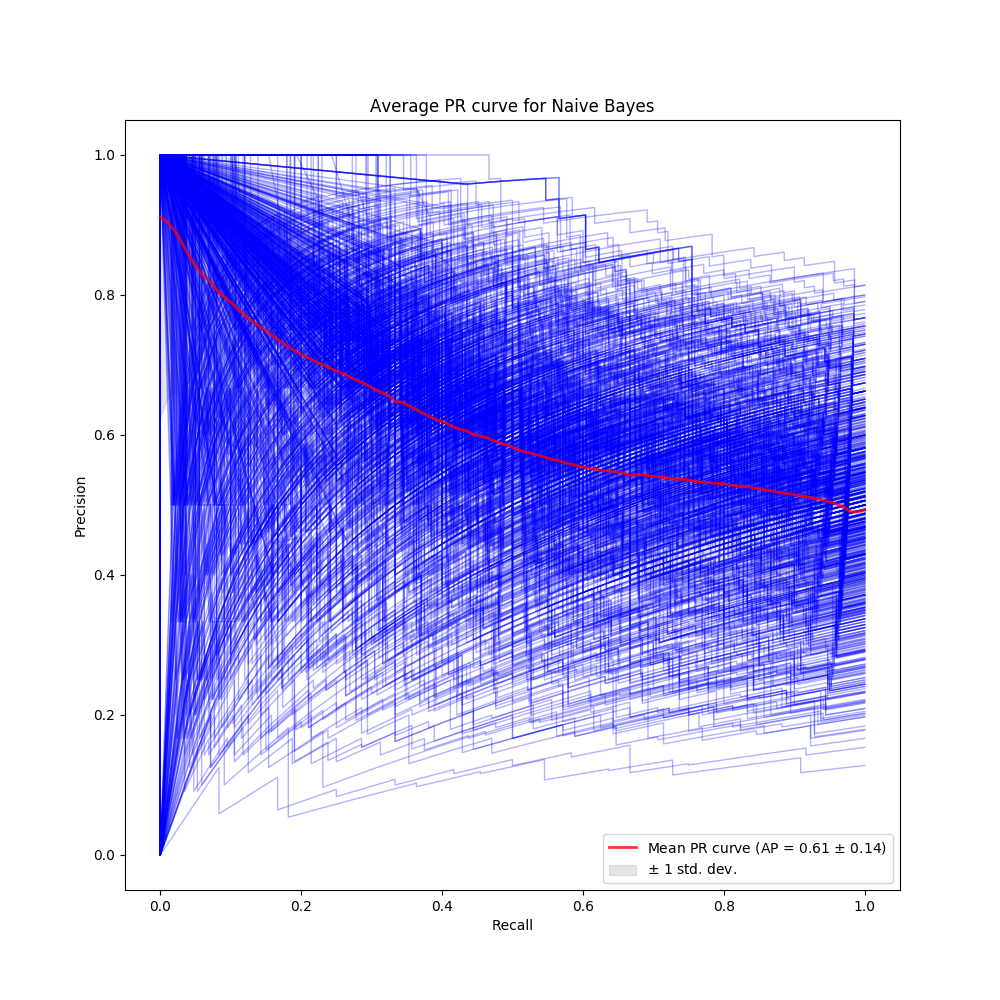 Average PR curve for Naive Bayes
1.0
0.8
0.6
0.4
0.2
0.0
Precision
0.0 0.2 0.4 0.6 0.8 1.0
Recall
Mean PR curve (AP = 0.61 ± 0.14)
± 1 std. dev.